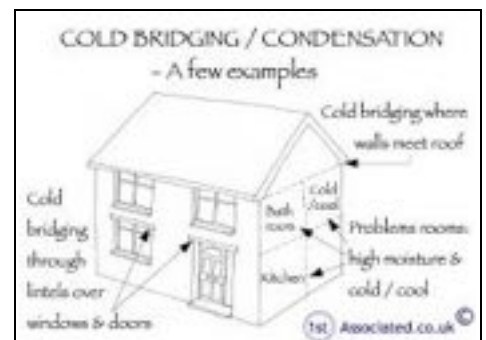 COLD BRIDGING / CONDENSATION
- A few examples
Cold bridging where
walls meet roof
Cold
bridging
through
lintels over
windows & doors
Bath
room
Cold
/cool
Kitchen
Problems rooms:
high moisture &
cold / cool
1st Associated.co.uk ©